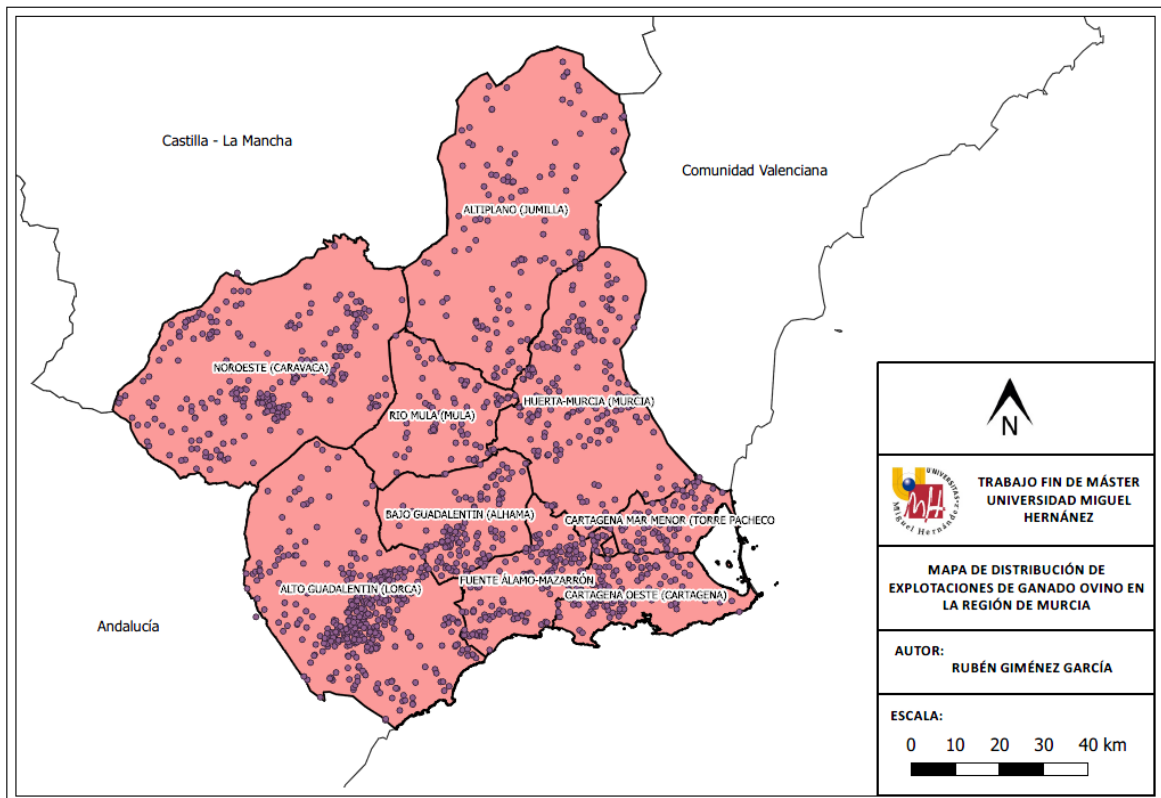 Castilla - La Mancha
Comunidad Valenciana
ALTIPLANO (JUMILLA)
NOROESTE (CARAVACA)
RIO MULA (MULA)
HUERTA-MURCIA (MURCIA)
BAJO GUADALENTIN (ALHAMA)
CARTAGENA MAR MENOR (TORRE PACHECO
FUENTE ÁLAMO-MAZARRÓN
ALTO GUADALENTIN (LORCA)
CARTAGENA OESTE (CARTAGENA)
Andalucía
N
UNIVERSITAS
Miguel Hernández
TRABAJO FIN DE MÁSTER
UNIVERSIDAD MIGUEL
HERNÁNEZ
MAPA DE DISTRIBUCIÓN DE
EXPLOTACIONES DE GANADO OVINO EN
LA REGIÓN DE MURCIA
AUTOR:
RUBÉN GIMÉNEZ GARCÍA
ESCALA:
0 10 20 30 40 km